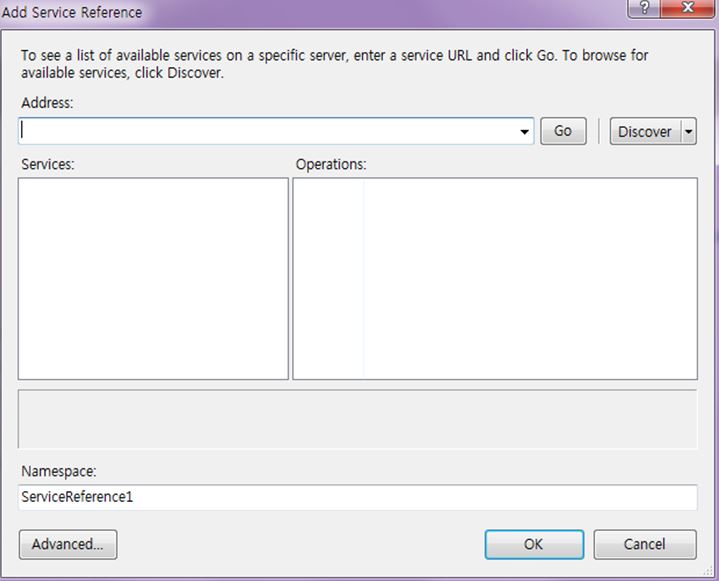 Add Service Reference
To see a list of available services on a specific server, enter a service URL and click Go. To browse for
available services, click Discover.
Address:
Go
Discover
Services:
Operations:
Namespace:
ServiceReference1
Advanced...
OK
Cancel